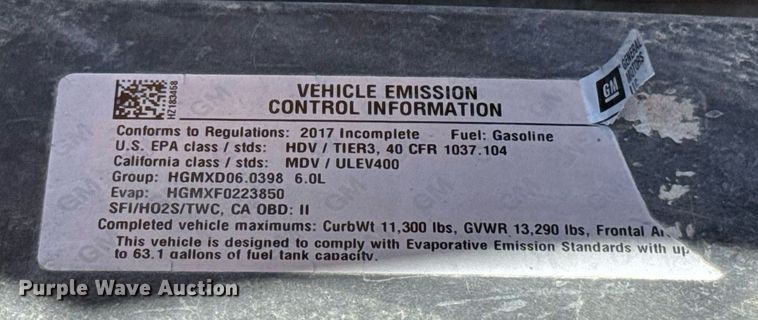 HZ183458
VEHICLE EMISSION
CONTROL INFORMATION
GM
GENERAL
MOTORS
Conforms to Regulations: 2017 Incomplete Fuel: Gasoline
U.S. EPA class / stds: HDV / TIER3, 40 CFR 1037.104
California class / stds: MDV / ULEV400
Group: HGMXD06.0398 6.0L
Evap: HGMXF0223850
SFI/HO2S/TWC, CA OBD: II
Completed vehicle maximums: CurbWt 11,300 lbs, GVWR 13,290 lbs, Frontal
This vehicle is designed to comply with Evaporative Emission Standards with up
to 63.1 gallons of fuel tank capacity.
Purple Wave Auction